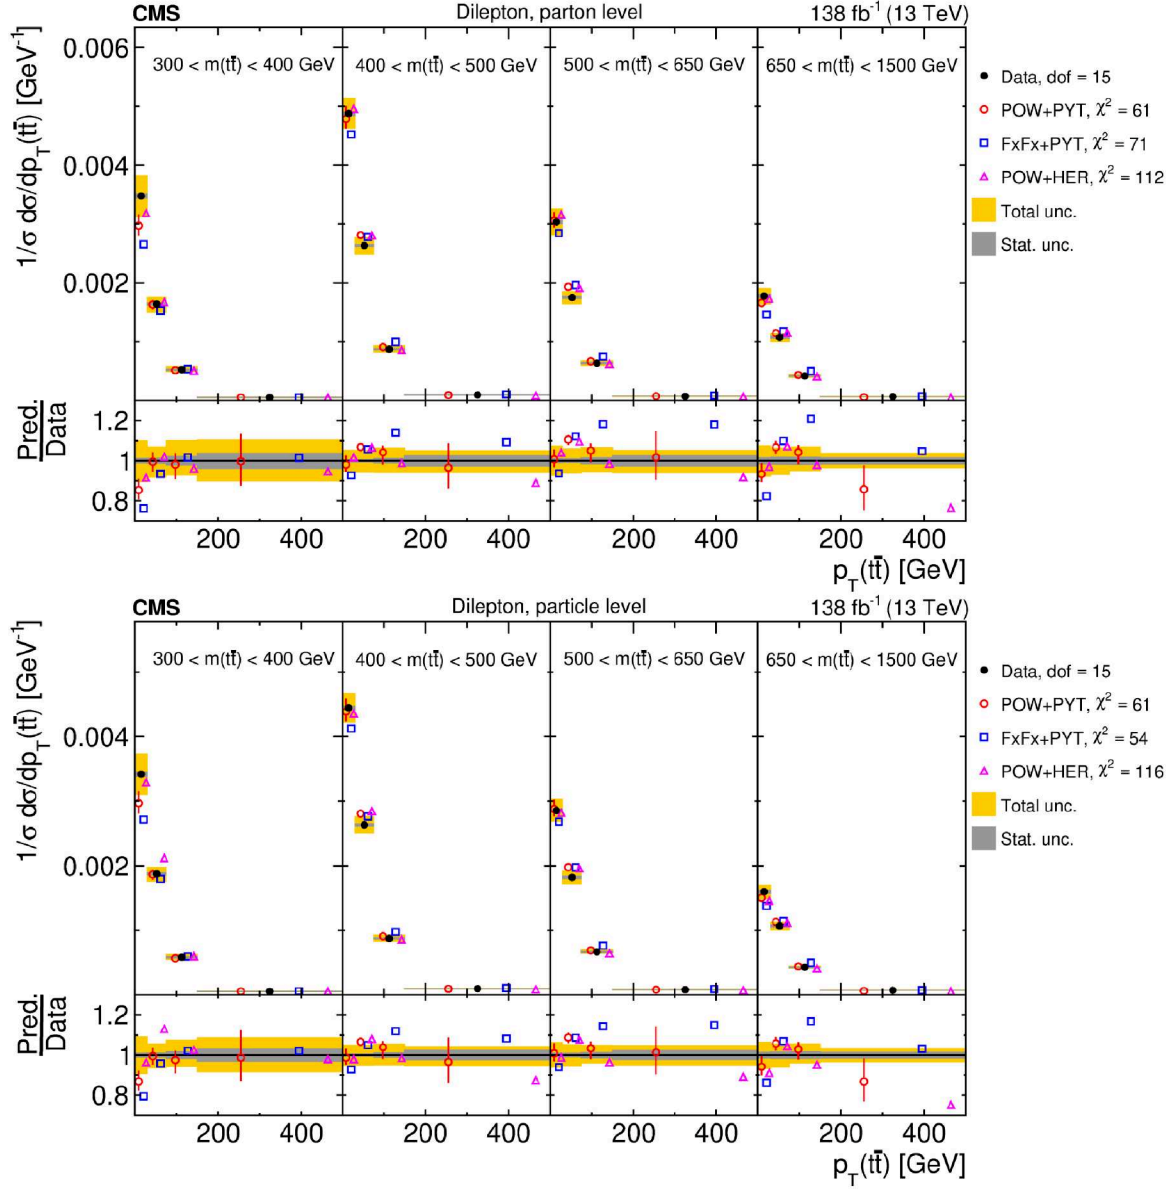 CMS Dilepton, parton level 138 fb⁻¹ (13 TeV)
1/σ dσ/dp_T(tt̄) [GeV⁻¹]
0.006
0.004
0.002
300 < m(tt̄) < 400 GeV
400 < m(tt̄) < 500 GeV
500 < m(tt̄) < 650 GeV
650 < m(tt̄) < 1500 GeV
Data, dof = 15
POW+PYT, χ² = 61
FxFx+PYT, χ² = 71
POW+HER, χ² = 112
Total unc.
Stat. unc.
Pred.
Data
1.2
1
0.8
200 400 200 400 200 400 200 400
p_T(tt̄) [GeV]
CMS Dilepton, particle level 138 fb⁻¹ (13 TeV)
1/σ dσ/dp_T(tt̄) [GeV⁻¹]
0.004
0.002
300 < m(tt̄) < 400 GeV
400 < m(tt̄) < 500 GeV
500 < m(tt̄) < 650 GeV
650 < m(tt̄) < 1500 GeV
Data, dof = 15
POW+PYT, χ² = 61
FxFx+PYT, χ² = 54
POW+HER, χ² = 116
Total unc.
Stat. unc.
Pred.
Data
1.2
1
0.8
200 400 200 400 200 400 200 400
p_T(tt̄) [GeV]